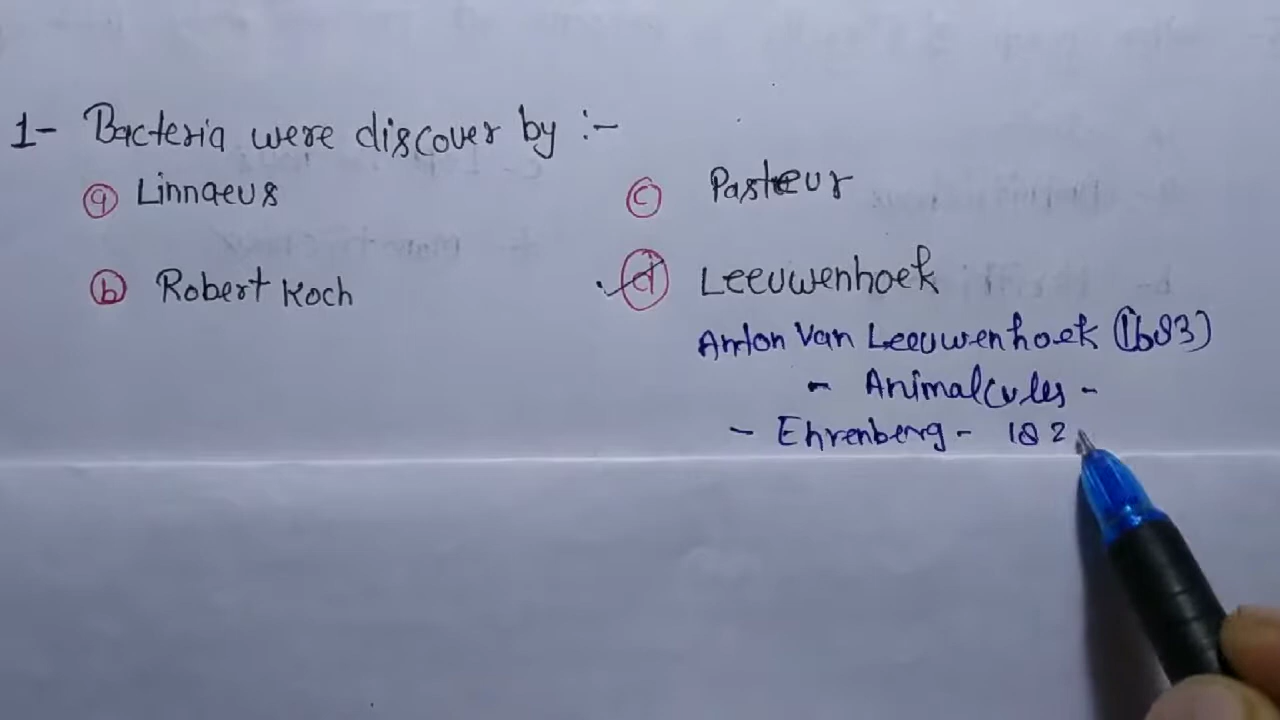 1- Bacteria were discover by :-
a Linnaeus
c Pasteur
b Robert Koch
d Leeuwenhoek
Anton Van Leeuwenhoek (1683)
- Animalcules -
- Ehrenberg - 182